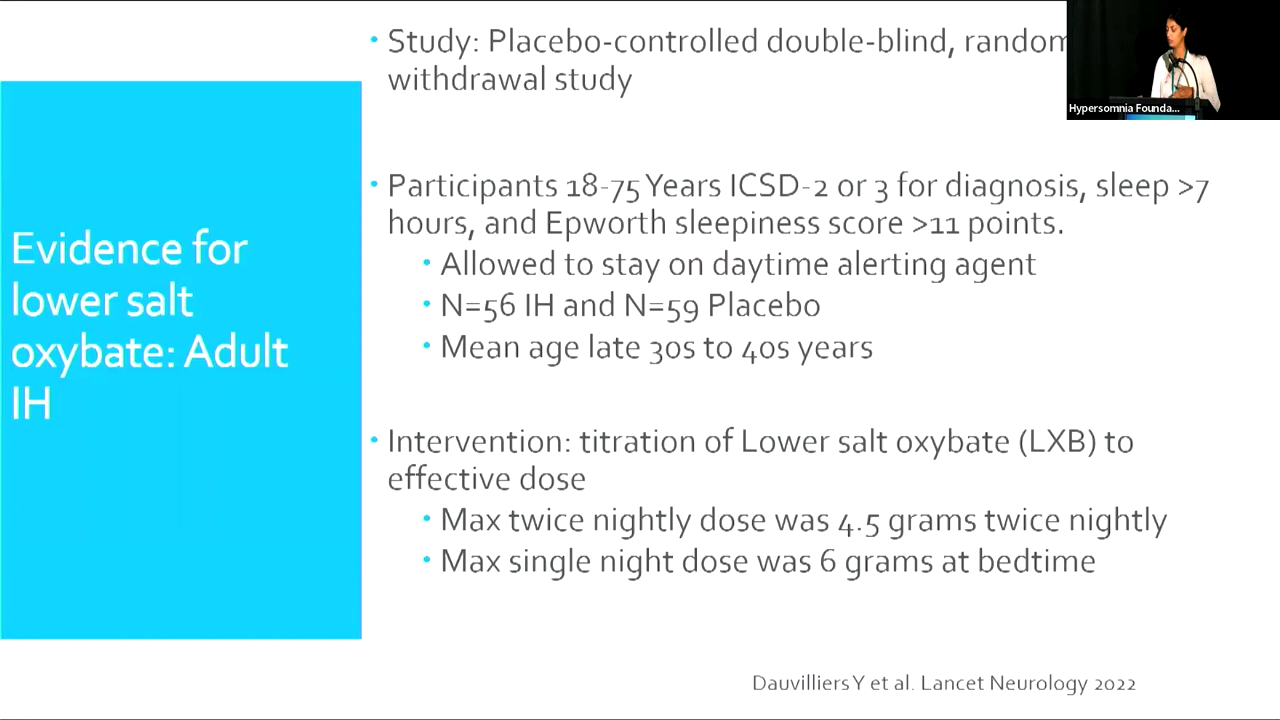 • Study: Placebo-controlled double-blind, random
withdrawal study
Hypersomnia Founda...
• Participants 18-75 Years ICSD-2 or 3 for diagnosis, sleep >7
hours, and Epworth sleepiness score >11 points.
• Allowed to stay on daytime alerting agent
• N=56 IH and N=59 Placebo
• Mean age late 30s to 40s years
Evidence for
lower salt
oxybate: Adult
IH
• Intervention: titration of Lower salt oxybate (LXB) to
effective dose
• Max twice nightly dose was 4.5 grams twice nightly
• Max single night dose was 6 grams at bedtime
Dauvilliers Y et al. Lancet Neurology 2022